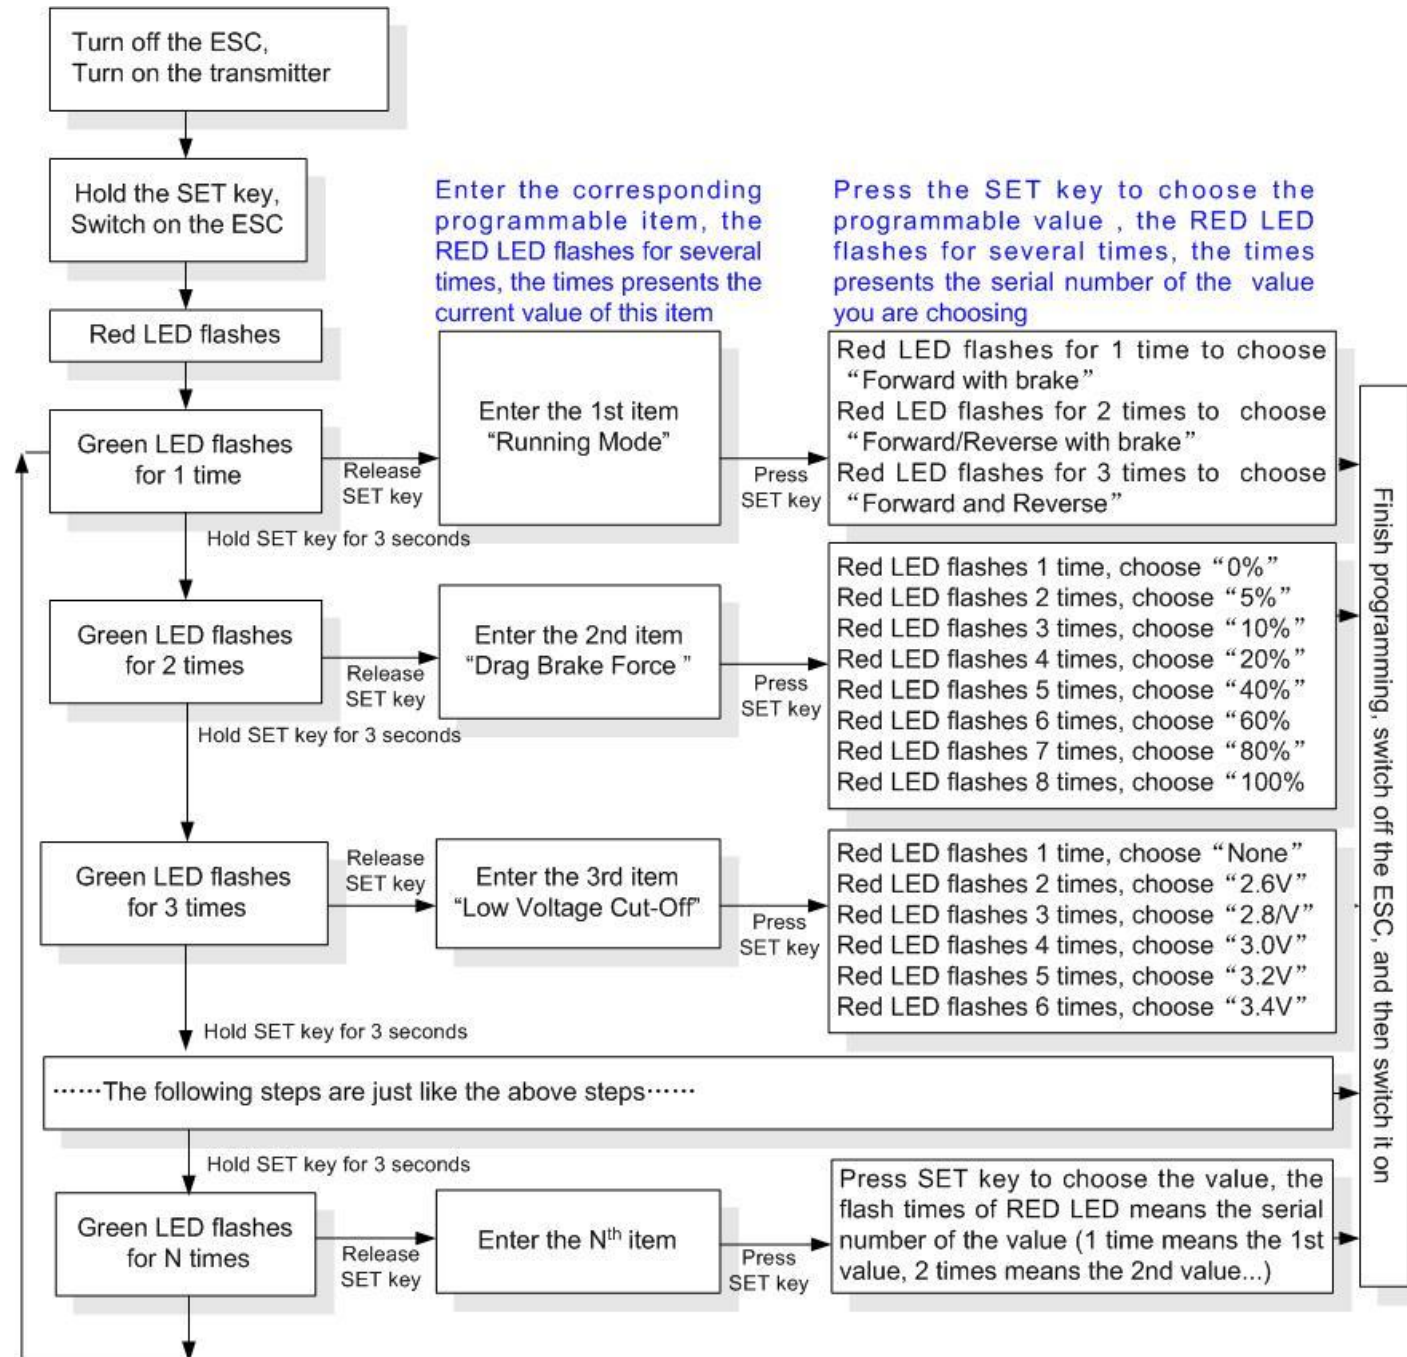 Turn off the ESC,
Turn on the transmitter
Hold the SET key,
Switch on the ESC
Red LED flashes
Enter the corresponding
programmable item, the
RED LED flashes for several
times, the times presents the
current value of this item
Press the SET key to choose the
programmable value , the RED LED
flashes for several times, the times
presents the serial number of the value
you are choosing
Green LED flashes
for 1 time
Release
SET key
Enter the 1st item
“Running Mode”
Press
SET key
Red LED flashes for 1 time to choose
“Forward with brake”
Red LED flashes for 2 times to choose
“Forward/Reverse with brake”
Red LED flashes for 3 times to choose
“Forward and Reverse”
Hold SET key for 3 seconds
Green LED flashes
for 2 times
Release
SET key
Enter the 2nd item
“Drag Brake Force ”
Press
SET key
Red LED flashes 1 time, choose “0%”
Red LED flashes 2 times, choose “5%”
Red LED flashes 3 times, choose “10%”
Red LED flashes 4 times, choose “20%”
Red LED flashes 5 times, choose “40%”
Red LED flashes 6 times, choose “60%
Red LED flashes 7 times, choose “80%”
Red LED flashes 8 times, choose “100%
Hold SET key for 3 seconds
Green LED flashes
for 3 times
Release
SET key
Enter the 3rd item
“Low Voltage Cut-Off”
Press
SET key
Red LED flashes 1 time, choose “None”
Red LED flashes 2 times, choose “2.6V”
Red LED flashes 3 times, choose “2.8/V”
Red LED flashes 4 times, choose “3.0V”
Red LED flashes 5 times, choose “3.2V”
Red LED flashes 6 times, choose “3.4V”
Hold SET key for 3 seconds
······The following steps are just like the above steps······
Hold SET key for 3 seconds
Green LED flashes
for N times
Release
SET key
Enter the Nth item
Press
SET key
Press SET key to choose the value, the
flash times of RED LED means the serial
number of the value (1 time means the 1st
value, 2 times means the 2nd value...)
Finish programming, switch off the ESC, and then switch it on